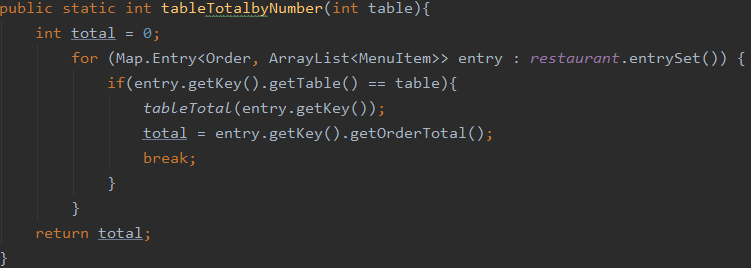 public static int tableTotalbyNumber(int table){
    int total = 0;
        for (Map.Entry<Order, ArrayList<MenuItem>> entry : restaurant.entrySet()) {
            if(entry.getKey().getTable() == table){
                tableTotal(entry.getKey());
                total = entry.getKey().getOrderTotal();
                break;
            }
        }
    return total;
}